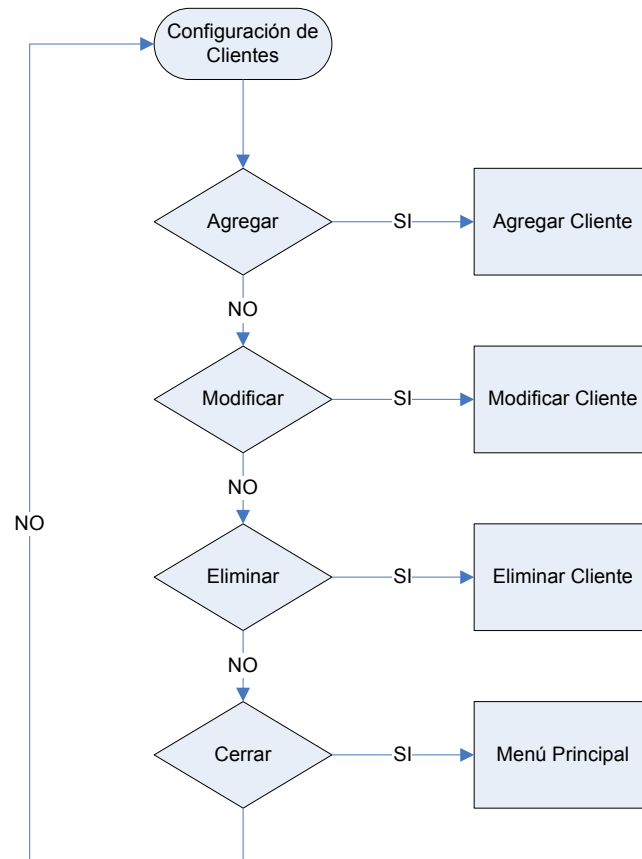 Configuración de
Clientes
Agregar
SI
Agregar Cliente
NO
Modificar
SI
Modificar Cliente
NO
NO
Eliminar
SI
Eliminar Cliente
NO
Cerrar
SI
Menú Principal